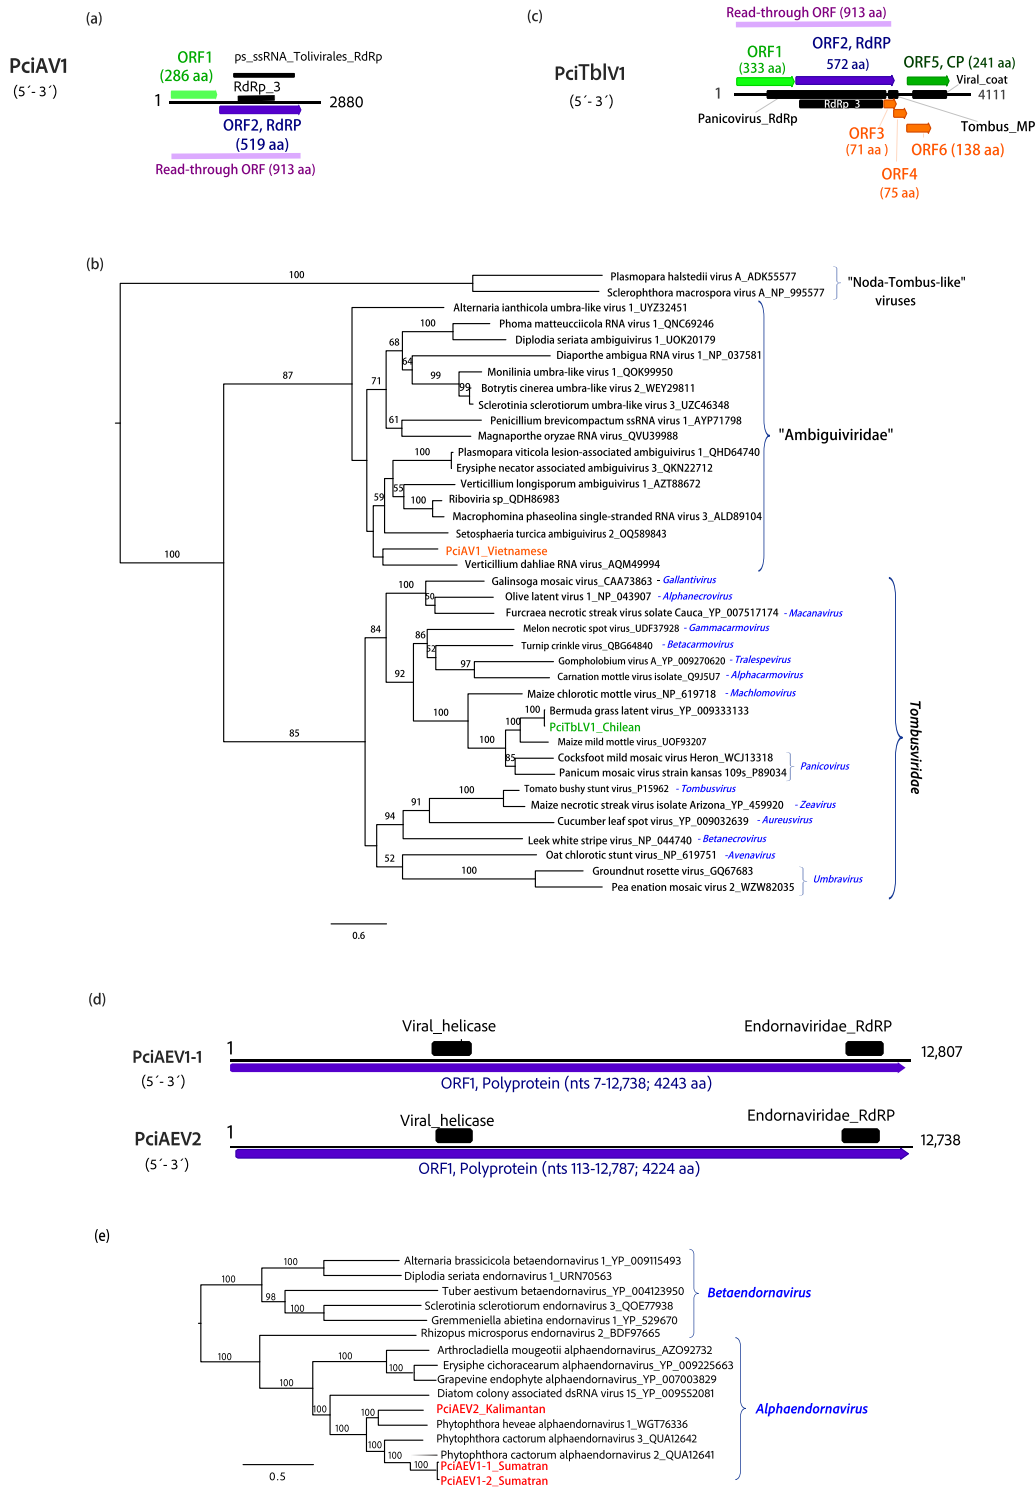 (a)
PciAV1
(5´- 3´)
ORF1
(286 aa)
ps_ssRNA_Tolivirales_RdRp
RdRp_3
1
2880
ORF2, RdRP
(519 aa)
Read-through ORF (913 aa)
(c)
PciTblV1
(5´- 3´)
Read-through ORF (913 aa)
ORF1
(333 aa)
ORF2, RdRP
572 aa)
ORF5, CP (241 aa)
Viral_coat
1
4111
Panicovirus_RdRp
RdRp_3
Tombus_MP
ORF3
(71 aa )
ORF6 (138 aa)
ORF4
(75 aa)
(b)
100
Plasmopara halstedii virus A_ADK55577
Sclerophthora macrospora virus A_NP_995577
"Noda-Tombus-like"
viruses
Alternaria ianthicola umbra-like virus 1_UYZ32451
100
Phoma matteucciicola RNA virus 1_QNC69246
68
Diplodia seriata ambiguivirus 1_UOK20179
64
Diaporthe ambigua RNA virus 1_NP_037581
87
71
99
Monilinia umbra-like virus 1_QOK99950
99
Botrytis cinerea umbra-like virus 2_WEY29811
Sclerotinia sclerotiorum umbra-like virus 3_UZC46348
61
Penicillium brevicompactum ssRNA virus 1_AYP71798
Magnaporthe oryzae RNA virus_QVU39988
"Ambiguiviridae"
100
Plasmopara viticola lesion-associated ambiguivirus 1_QHD64740
Erysiphe necator associated ambiguivirus 3_QKN22712
55
Verticillium longisporum ambiguivirus 1_AZT88672
59
100
Riboviria sp_QDH86983
Macrophomina phaseolina single-stranded RNA virus 3_ALD89104
Setosphaeria turcica ambiguivirus 2_OQ589843
100
PciAV1_Vietnamese
Verticillium dahliae RNA virus_AQM49994
100
Galinsoga mosaic virus_CAA73863 - Gallantivirus
50
Olive latent virus 1_NP_043907 - Alphanecrovirus
Furcraea necrotic streak virus solate Cauca_YP_007517174 - Macanavirus
84
86
Melon necrotic spot virus_UDF37928 - Gammacarmovirus
52
Turnip crinkle virus_QBG64840 - Betacarmovirus
97
Gompholobium virus A_YP_009270620 - Tralespevirus
92
Carnation mottle virus isolate_Q9J5U7 - Alphacarmovirus
100
Maize chlorotic mottle virus_NP_619718 - Machlomovirus
100
Bermuda grass latent virus_YP_009333133
100
PciTbLV1_Chilean
85
100
Maize mild mottle virus_UOF93207
85
Cocksfoot mild mosaic virus Heron_WCJ13318
Panicum mosaic virus strain kansas 109s_P89034
Panicovirus
Tombusviridae
100
Tomato bushy stunt virus_P15962 - Tombusvirus
91
Maize necrotic streak virus isolate Arizona_YP_459920 - Zeavirus
94
Cucumber leaf spot virus_YP_009032639 - Aureusvirus
Leek white stripe virus_NP_044740 - Betanecrovirus
52
Oat chlorotic stunt virus_NP_619751 -Avenavirus
100
Groundnut rosette virus_GQ67683
Pea enation mosaic virus 2_WZW82035
Umbravirus
0.6
(d)
PciAEV1-1
(5´- 3´)
1
Viral_helicase
Endornaviridae_RdRP
12,807
ORF1, Polyprotein (nts 7-12,738; 4243 aa)
PciAEV2
(5´- 3´)
1
Viral_helicase
Endornaviridae_RdRP
12,738
ORF1, Polyprotein (nts 113-12,787; 4224 aa)
(e)
100
Alternaria brassicicola betaendornavirus 1_YP_009115493
100
Diplodia seriata endornavirus 1_URN70563
98
Tuber aestivum betaendornavirus_YP_004123950
Betaendornavirus
100
Sclerotinia sclerotiorum endornavirus 3_QOE77938
Gremmeniella abietina endornavirus 1_YP_529670
Rhizopus microsporus endornavirus 2_BDF97665
100
100
Arthrocladiella mougeotii alphaendornavirus_AZO92732
100
Erysiphe cichoracearum alphaendornavirus_YP_009225663
100
Grapevine endophyte alphaendornavirus_YP_007003829
Diatom colony associated dsRNA virus 15_YP_009552081
100
100
PciAEV2_Kalimantan
Alphaendornavirus
100
Phytophthora heveae alphaendornavirus 1_WGT76336
100
Phytophthora cactorum alphaendornavirus 3_QUA12642
Phytophthora cactorum alphaendornavirus 2_QUA12641
100
PciAEV1-1_Sumatran
PciAEV1-2_Sumatran
0.5